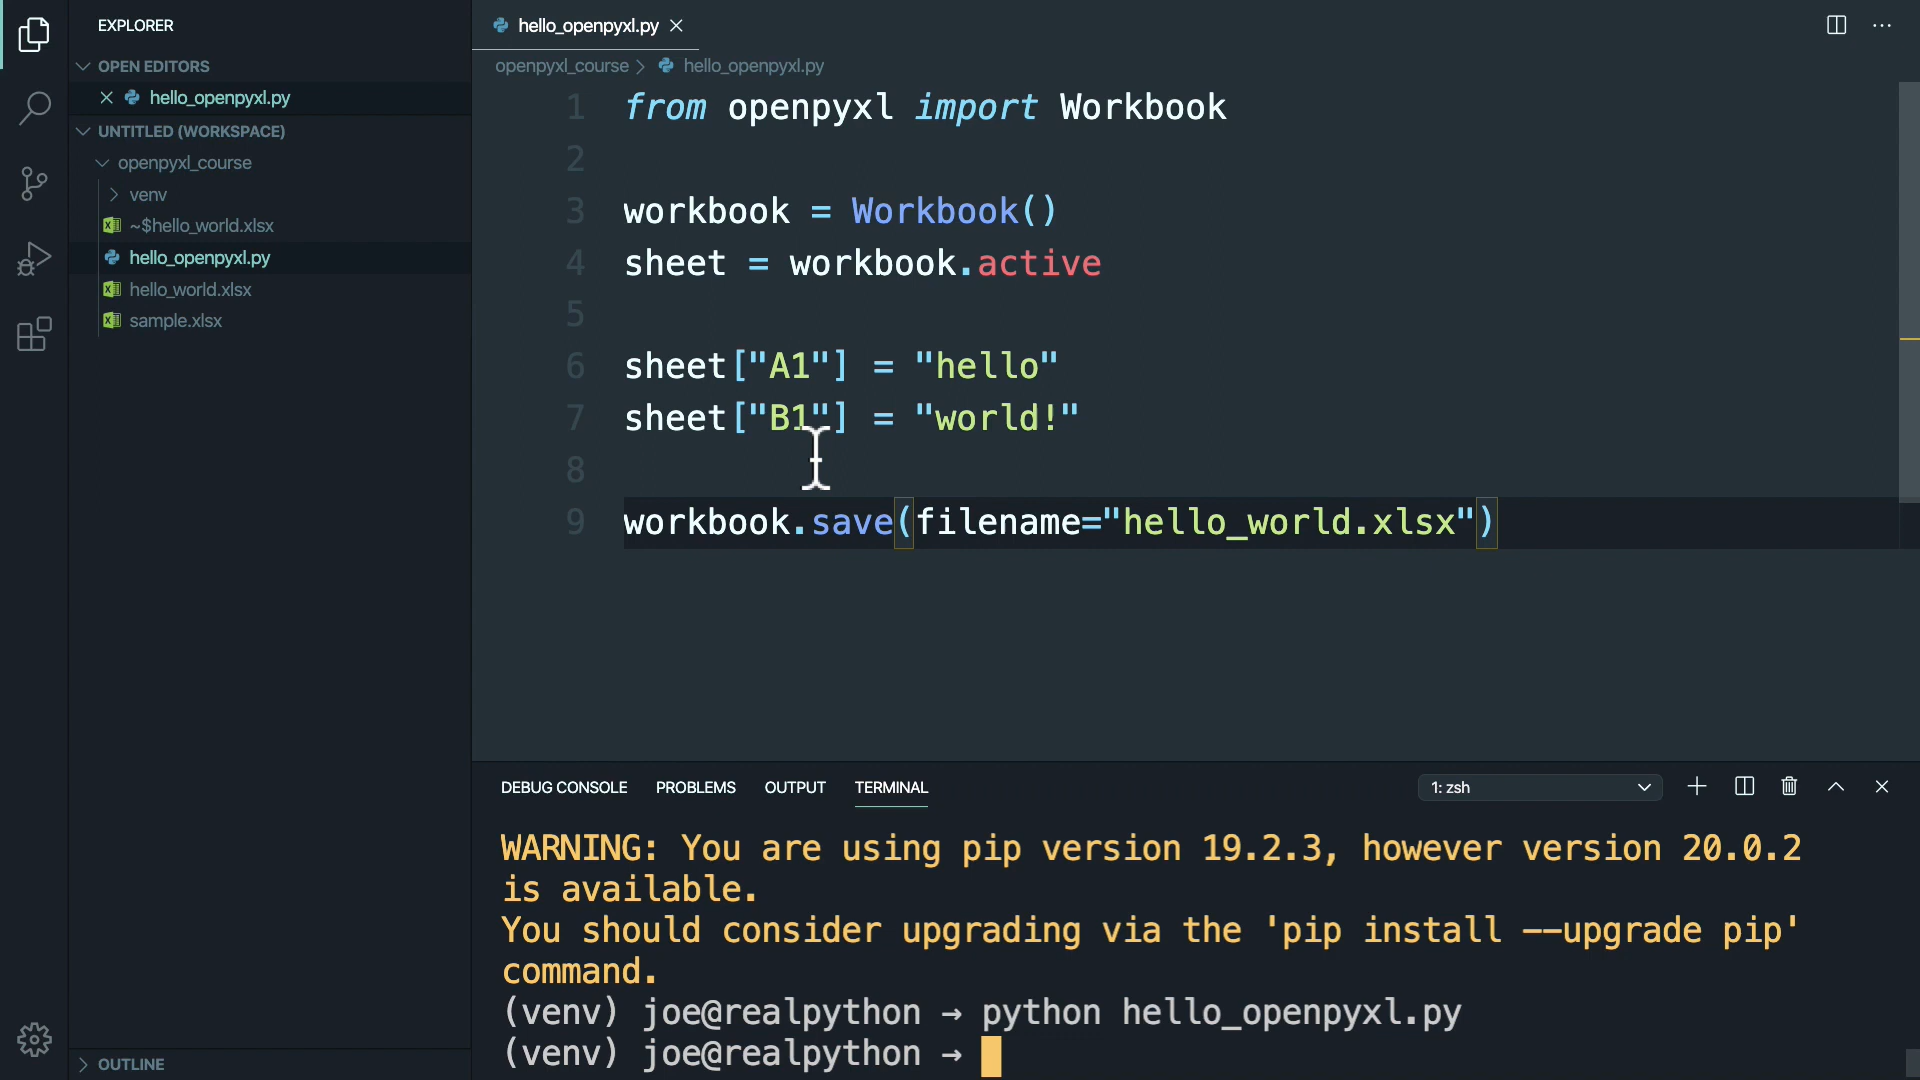 EXPLORER
OPEN EDITORS
hello_openpyxl.py
UNTITLED (WORKSPACE)
openpyxl_course
venv
~$hello_world.xlsx
hello_openpyxl.py
hello_world.xlsx
sample.xlsx
OUTLINE
hello_openpyxl.py
openpyxl_course > hello_openpyxl.py
1 from openpyxl import Workbook
2
3 workbook = Workbook()
4 sheet = workbook.active
5
6 sheet["A1"] = "hello"
7 sheet["B1"] = "world!"
8
9 workbook.save(filename="hello_world.xlsx")
DEBUG CONSOLE PROBLEMS OUTPUT TERMINAL 1: zsh
WARNING: You are using pip version 19.2.3, however version 20.0.2
is available.
You should consider upgrading via the 'pip install --upgrade pip'
command.
(venv) joe@realpython → python hello_openpyxl.py
(venv) joe@realpython →